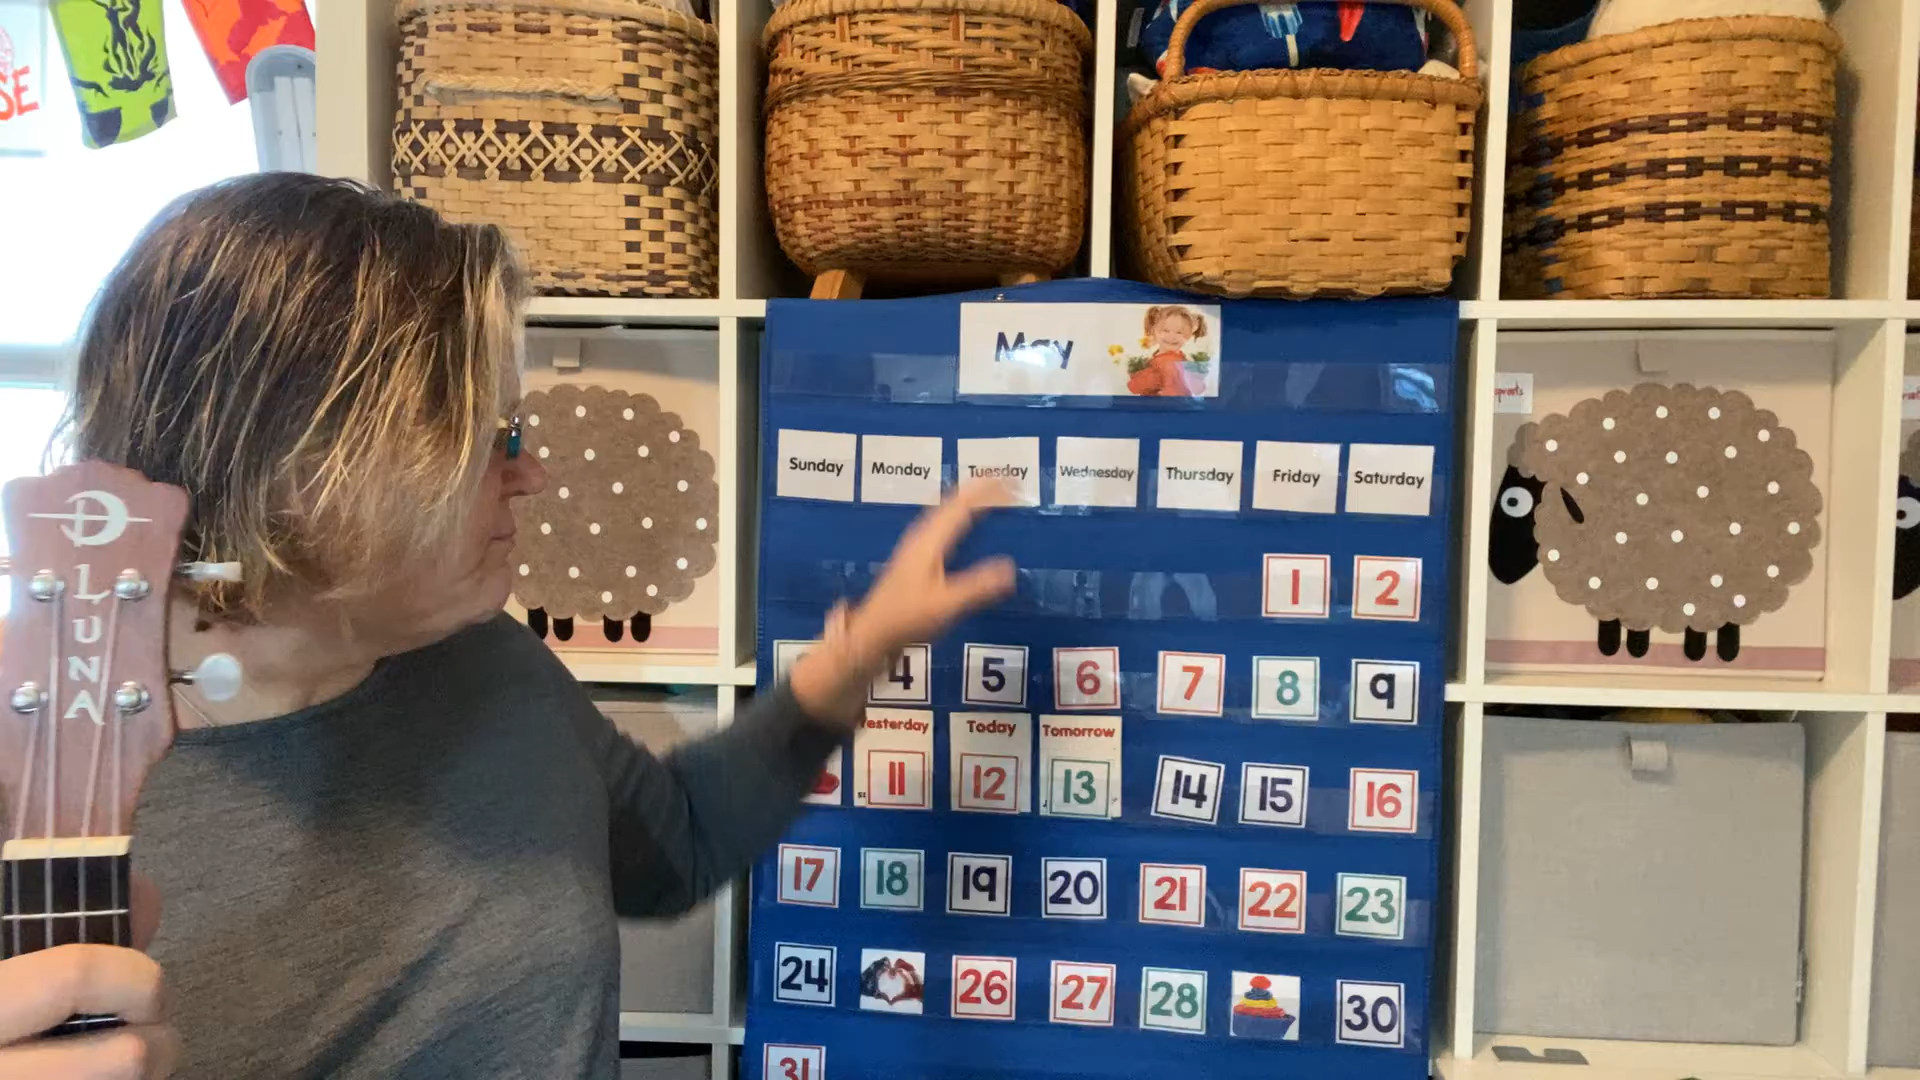 SE
LUNA
May
Sunday Monday Tuesday Wednesday Thursday Friday Saturday
1 2
4 5 6 7 8 9
Yesterday Today Tomorrow
11 12 13 14 15 16
17 18 19 20 21 22 23
24 26 27 28 30
31
sprouts